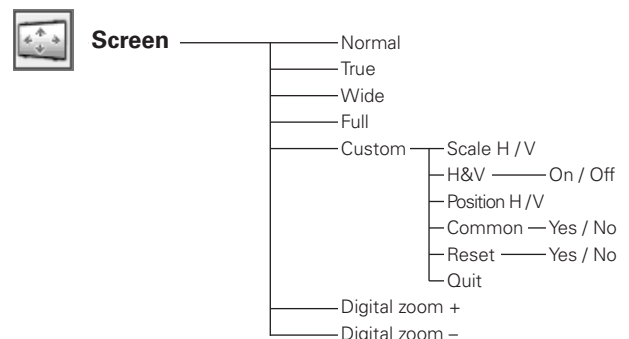 Screen
Normal
True
Wide
Full
Custom
Scale H / V
H&V On / Off
Position H / V
Common Yes / No
Reset Yes / No
Quit
Digital zoom +
Digital zoom –